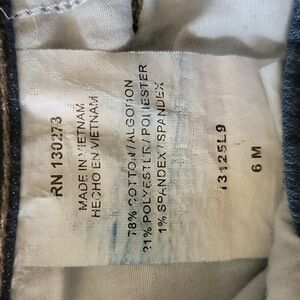 RN 130273
MADE IN VIETNAM
HECHO EN VIETNAM
78% COTTON / ALGODON
21% POLYESTER / POLIESTER
1% SPANDEX / SPANDEX
13125L9
6 M